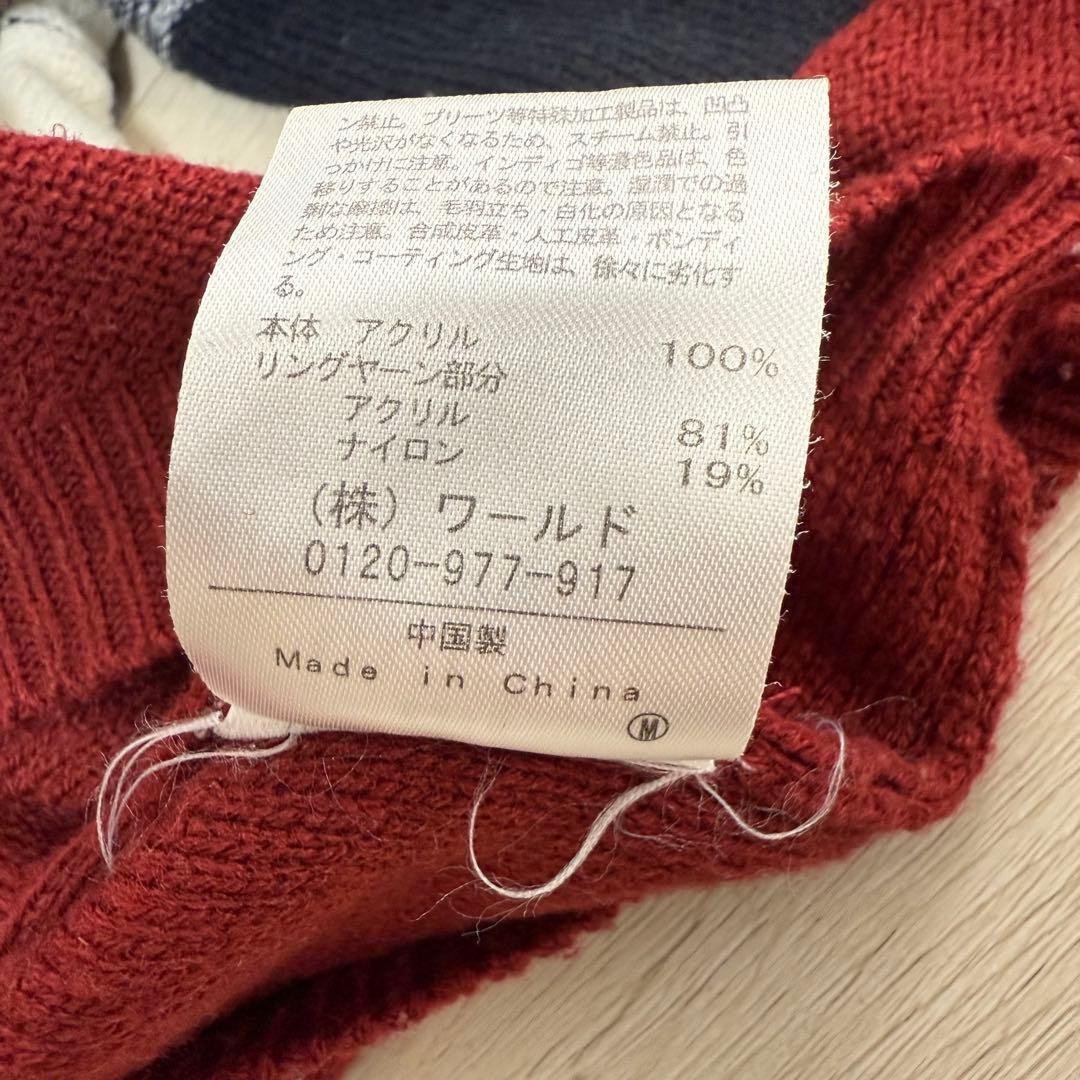 ン禁止。プリーツ等特殊加工製品は、凹凸
や光沢がなくなるため、スチーム禁止。引
っかけに注意。インディゴ等濃色品は、色
移りすることがあるので注意。湿潤での過
剰な摩擦は、毛羽立ち・白化の原因となる
ため注意。合成皮革・人工皮革・ボンディ
ング・コーティング生地は、徐々に劣化す
る。
本体 アクリル 100%
リングヤーン部分
アクリル 81%
ナイロン 19%
(株) ワールド
0120-977-917
中国製
Made in China
Ⓜ